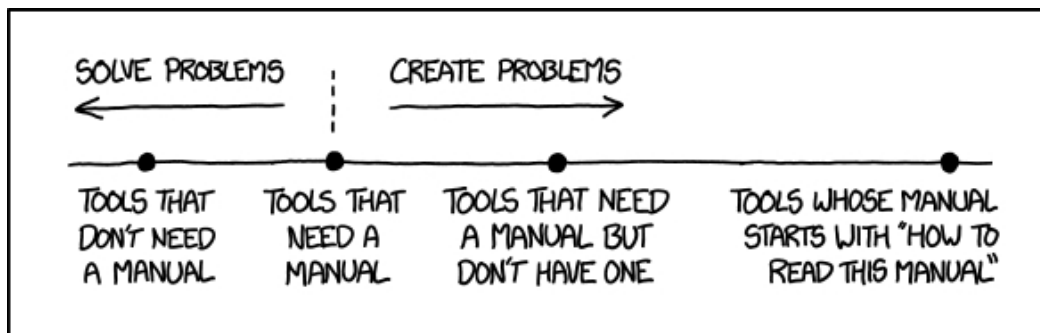 SOLVE PROBLEMS
CREATE PROBLEMS
TOOLS THAT
DON'T NEED
A MANUAL
TOOLS THAT
NEED A
MANUAL
TOOLS THAT NEED
A MANUAL BUT
DON'T HAVE ONE
TOOLS WHOSE MANUAL
STARTS WITH "HOW TO
READ THIS MANUAL"